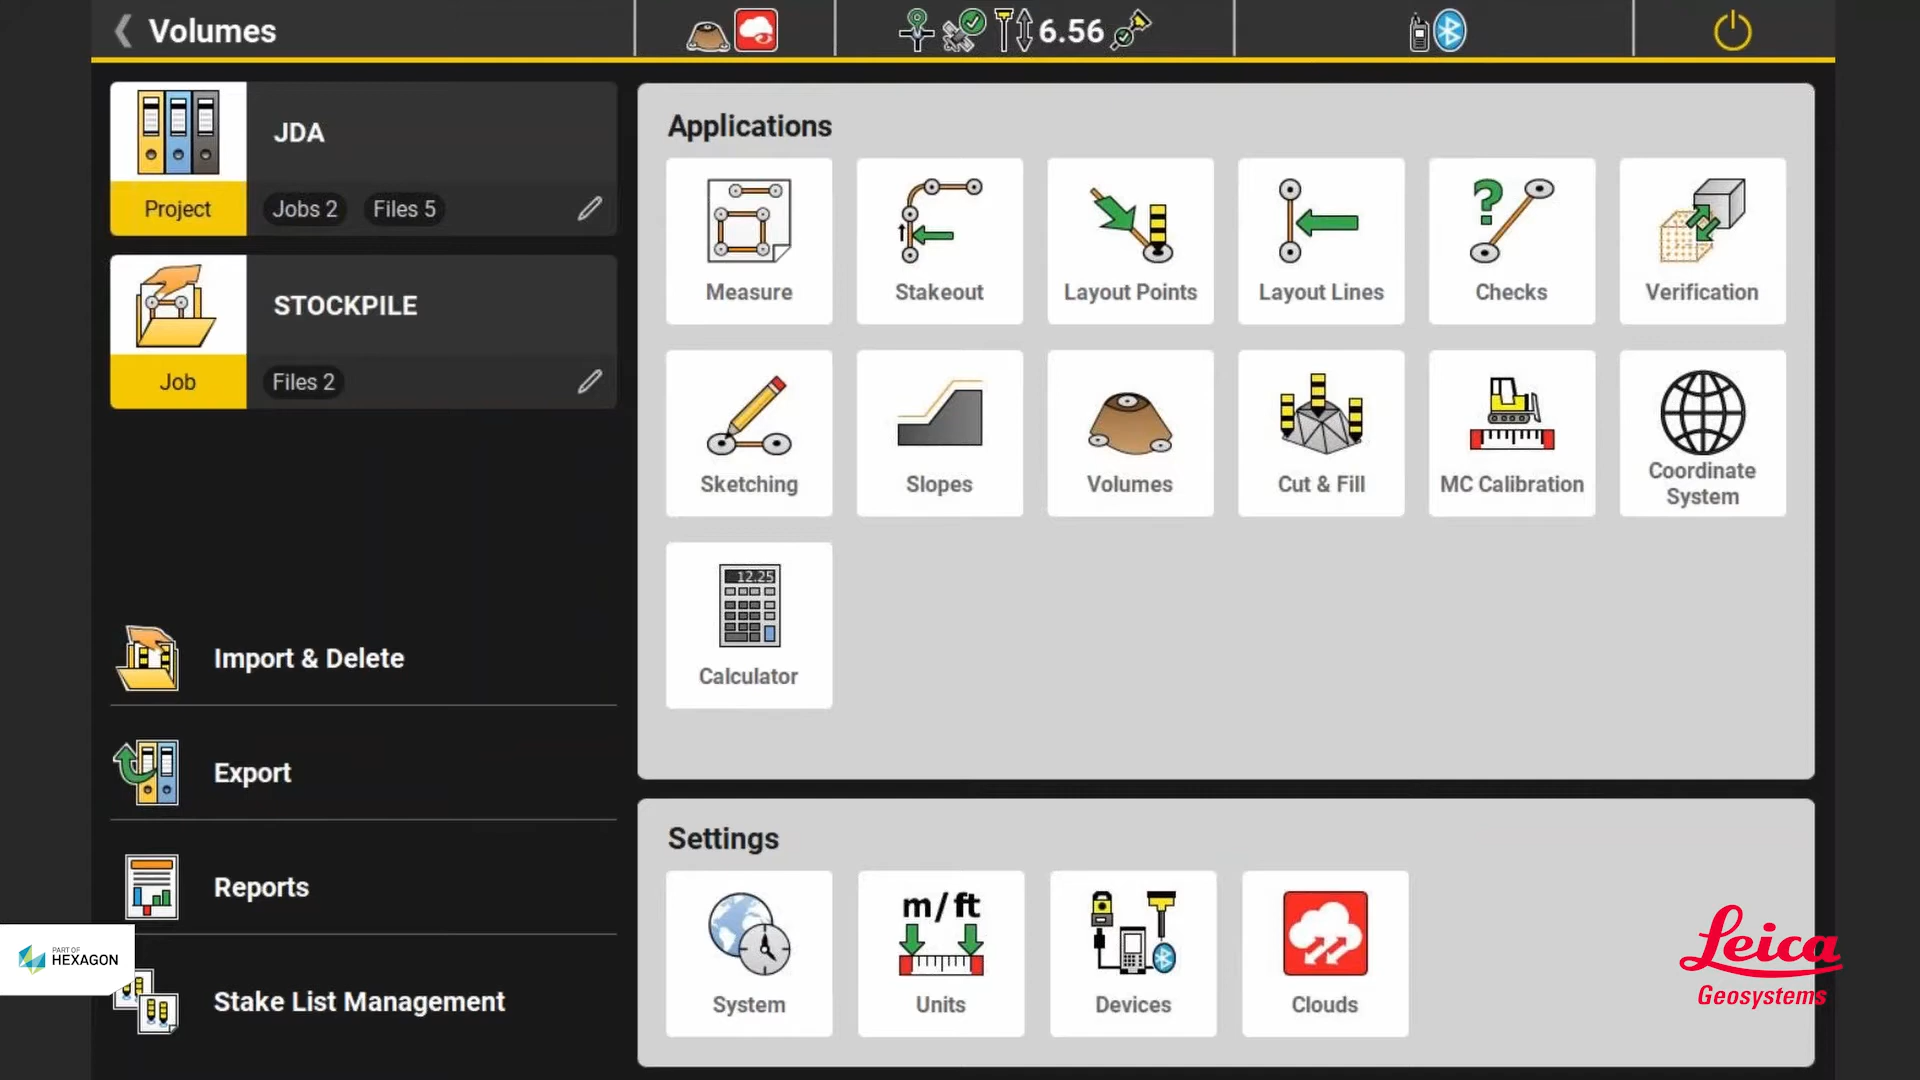 Volumes
6.56
JDA
Project
Jobs 2
Files 5
STOCKPILE
Job
Files 2
Import & Delete
Export
Reports
Stake List Management
Applications
Measure
Stakeout
Layout Points
Layout Lines
?
Checks
Verification
Sketching
Slopes
Volumes
Cut & Fill
MC Calibration
Coordinate
System
12.25
Calculator
Settings
System
m/ft
Units
Devices
Clouds
PART OF
HEXAGON
Leica
Geosystems